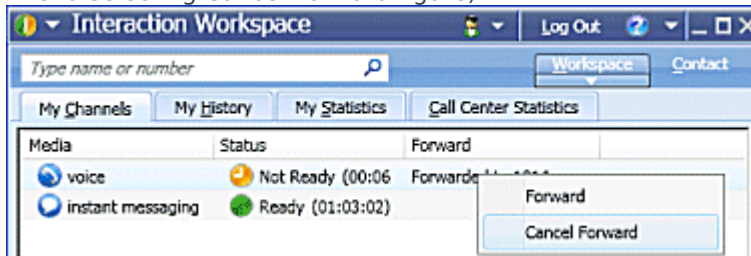 Interaction Workspace
Log Out
Type name or number
Workspace
Contact
My Channels
My History
My Statistics
Call Center Statistics
Media
Status
Forward
voice
Not Ready (00:06
instant messaging
Ready (01:03:02)
Forward
Cancel Forward